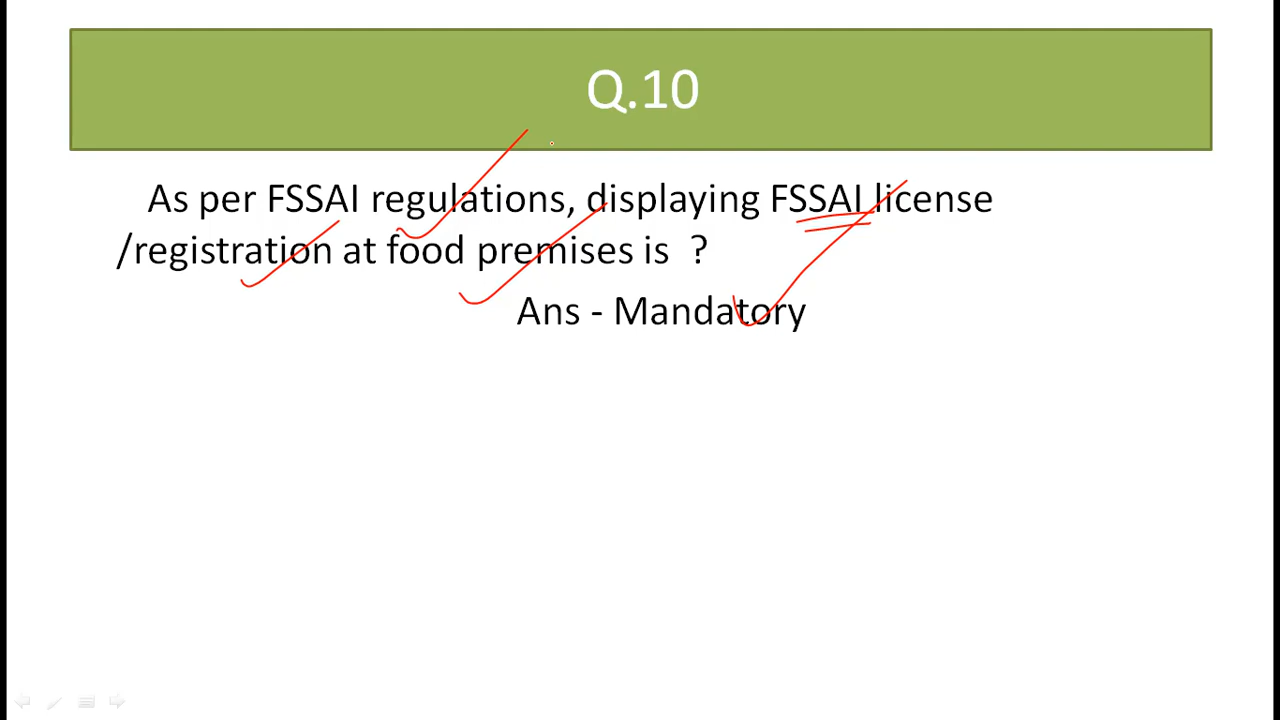 Q.10
As per FSSAI regulations, displaying FSSAI license
/registration at food premises is ?
Ans - Mandatory